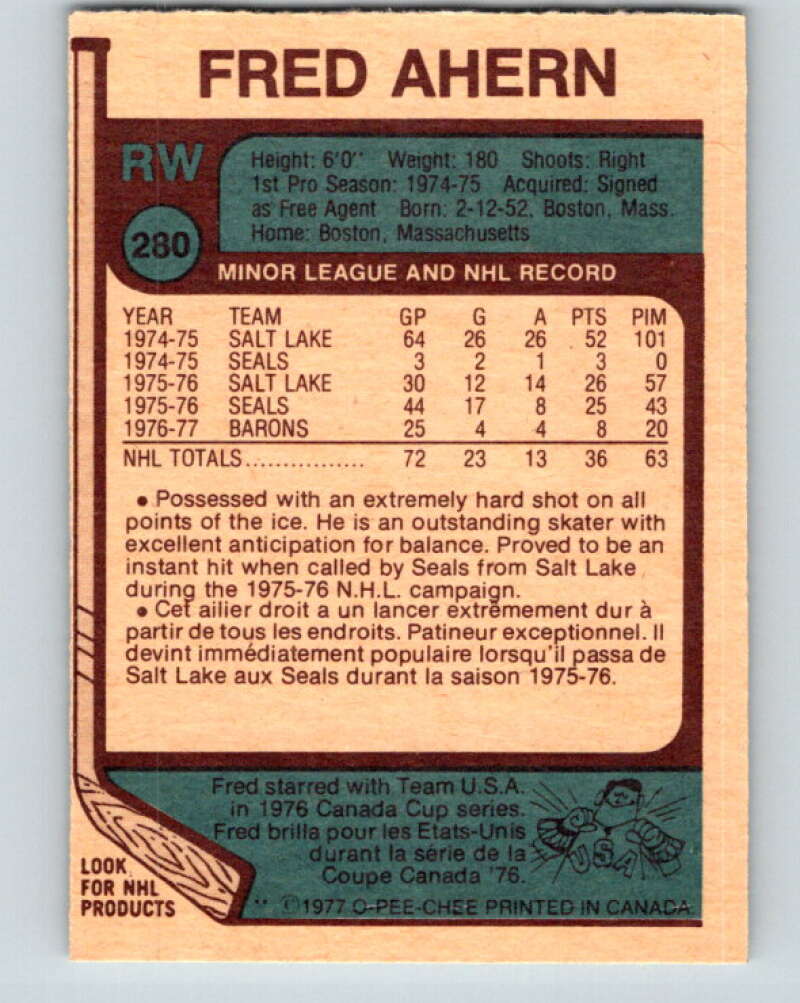 FRED AHERN
RW
Height: 6'0" Weight: 180 Shoots: Right
1st Pro Season: 1974-75 Acquired: Signed
as Free Agent Born: 2-12-52, Boston, Mass.
Home: Boston, Massachusetts
280
MINOR LEAGUE AND NHL RECORD
YEAR TEAM GP G A PTS PIM
1974-75 SALT LAKE 64 26 26 52 101
1974-75 SEALS 3 2 1 3 0
1975-76 SALT LAKE 30 12 14 26 57
1975-76 SEALS 44 17 8 25 43
1976-77 BARONS 25 4 4 8 20
NHL TOTALS................ 72 23 13 36 63
• Possessed with an extremely hard shot on all
points of the ice. He is an outstanding skater with
excellent anticipation for balance. Proved to be an
instant hit when called by Seals from Salt Lake
during the 1975-76 N.H.L. campaign.
• Cet ailier droit a un lancer extrêmement dur à
partir de tous les endroits. Patineur exceptionnel. Il
devint immédiatement populaire lorsqu'il passa de
Salt Lake aux Seals durant la saison 1975-76.
Fred starred with Team U.S.A.
in 1976 Canada Cup series.
Fred brilla pour les Etats-Unis
durant la série de la
Coupe Canada '76.
USA
LOOK
FOR NHL
PRODUCTS
** ©1977 O-PEE-CHEE PRINTED IN CANADA